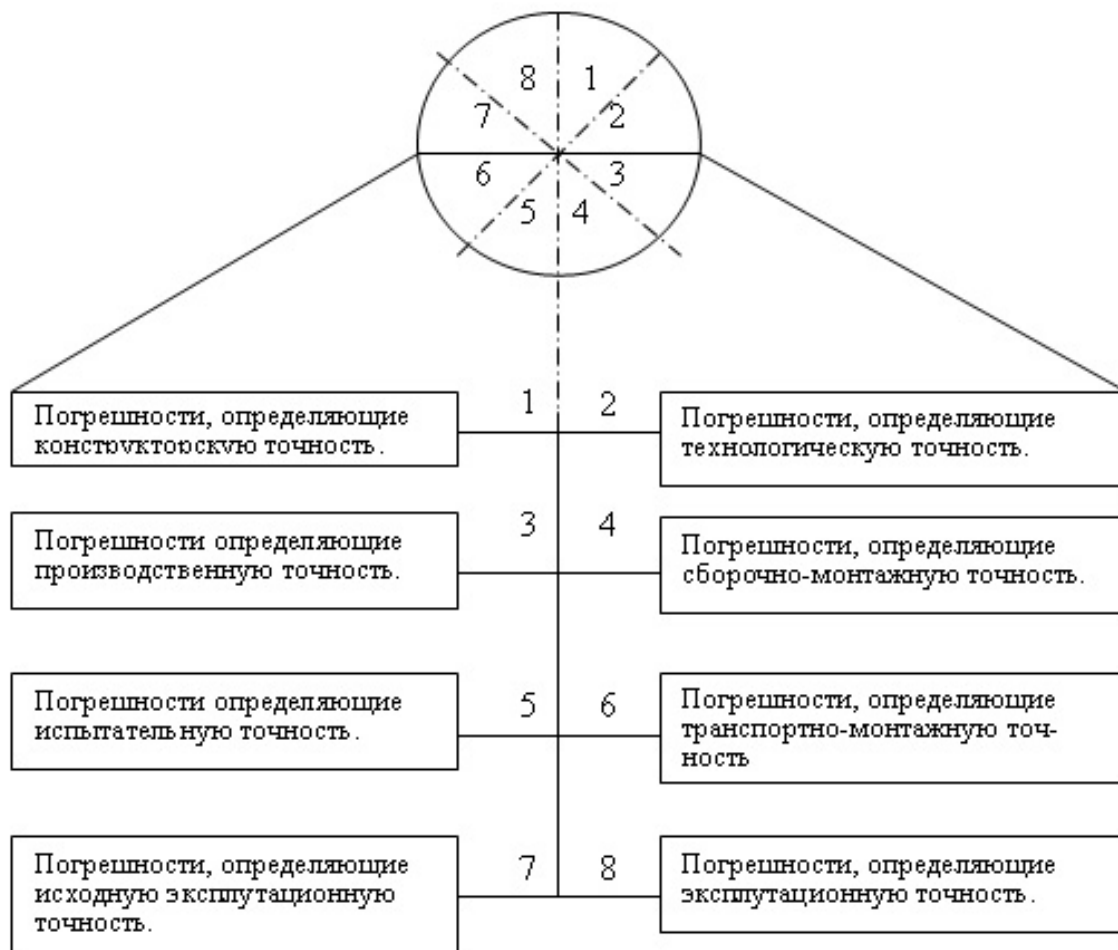 8 1
7 2
6 3
5 4
1 2
Погрешности, определяющие
конструкторскую точность.
Погрешности, определяющие
технологическую точность.
3 4
Погрешности определяющие
производственную точность.
Погрешности, определяющие
сборочно-монтажную точность.
5 6
Погрешности определяющие
испытательную точность.
Погрешности, определяющие
транспортно-монтажную точ-
ность
7 8
Погрешности, определяющие
исходную эксплутационную
точность.
Погрешности, определяющие
эксплутационную точность.